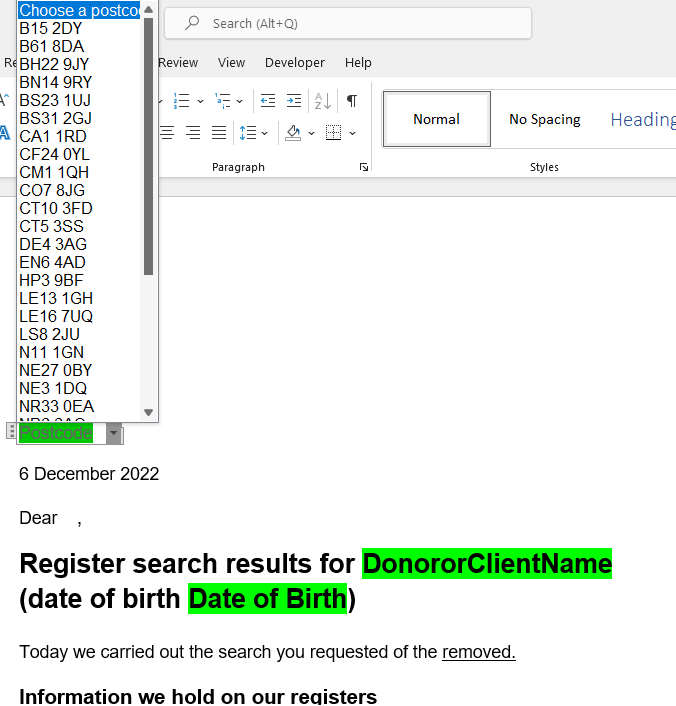 Choose a postco
Search (Alt+Q)
Review View Developer Help
B15 2DY
B61 8DA
BH22 9JY
BN14 9RY
BS23 1UJ
BS31 2GJ
CA1 1RD
CF24 0YL
CM1 1QH
CO7 8JG
CT10 3FD
CT5 3SS
DE4 3AG
EN6 4AD
HP3 9BF
LE13 1GH
LE16 7UQ
LS8 2JU
N11 1GN
NE27 0BY
NE3 1DQ
NR33 0EA
Normal No Spacing Heading
Paragraph Styles
Postcode
6 December 2022
Dear ,
Register search results for DonororClientName
(date of birth Date of Birth)
Today we carried out the search you requested of the removed.
Information we hold on our registers